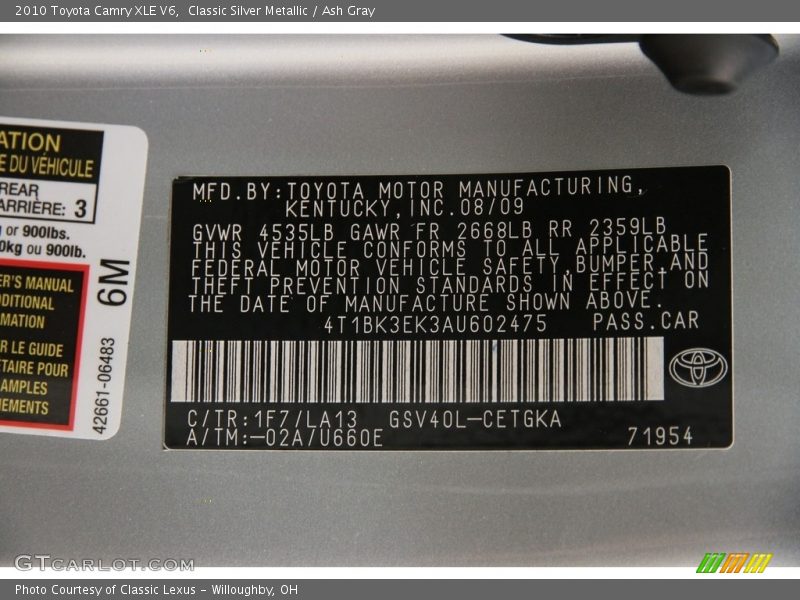 2010 Toyota Camry XLE V6,  Classic Silver Metallic / Ash Gray
ATION
E DU VÉHICULE
REAR
ARRIÈRE: 3
or 900lbs.
0kg ou 900lb.
ER'S MANUAL
DDITIONAL
MATION
R LE GUIDE
ÉTAIRE POUR
AMPLES
NEMENTS
6M
42661-06483
MFD.BY:TOYOTA MOTOR MANUFACTURING,
KENTUCKY,INC.08/09
GVWR 4535LB GAWR FR 2668LB RR 2359LB
THIS VEHICLE CONFORMS TO ALL APPLICABLE
FEDERAL MOTOR VEHICLE SAFETY,BUMPER,AND
THEFT PREVENTION STANDARDS IN EFFECT ON
THE DATE OF MANUFACTURE SHOWN ABOVE.
4T1BK3EK3AU602475 PASS.CAR
C/TR:1F7/LA13 GSV40L-CETGKA
A/TM:-02A/U660E
71954
GTCARLOT.COM
Photo Courtesy of Classic Lexus - Willoughby, OH